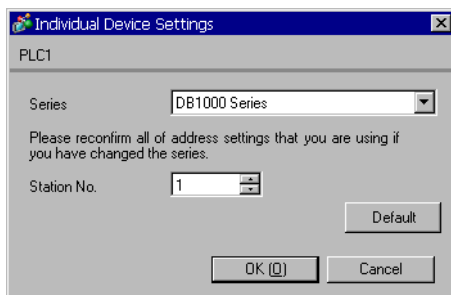 Individual Device Settings
PLC1
Series DB1000 Series
Please reconfirm all of address settings that you are using if
you have changed the series.
Station No. 1
Default
OK (O) Cancel